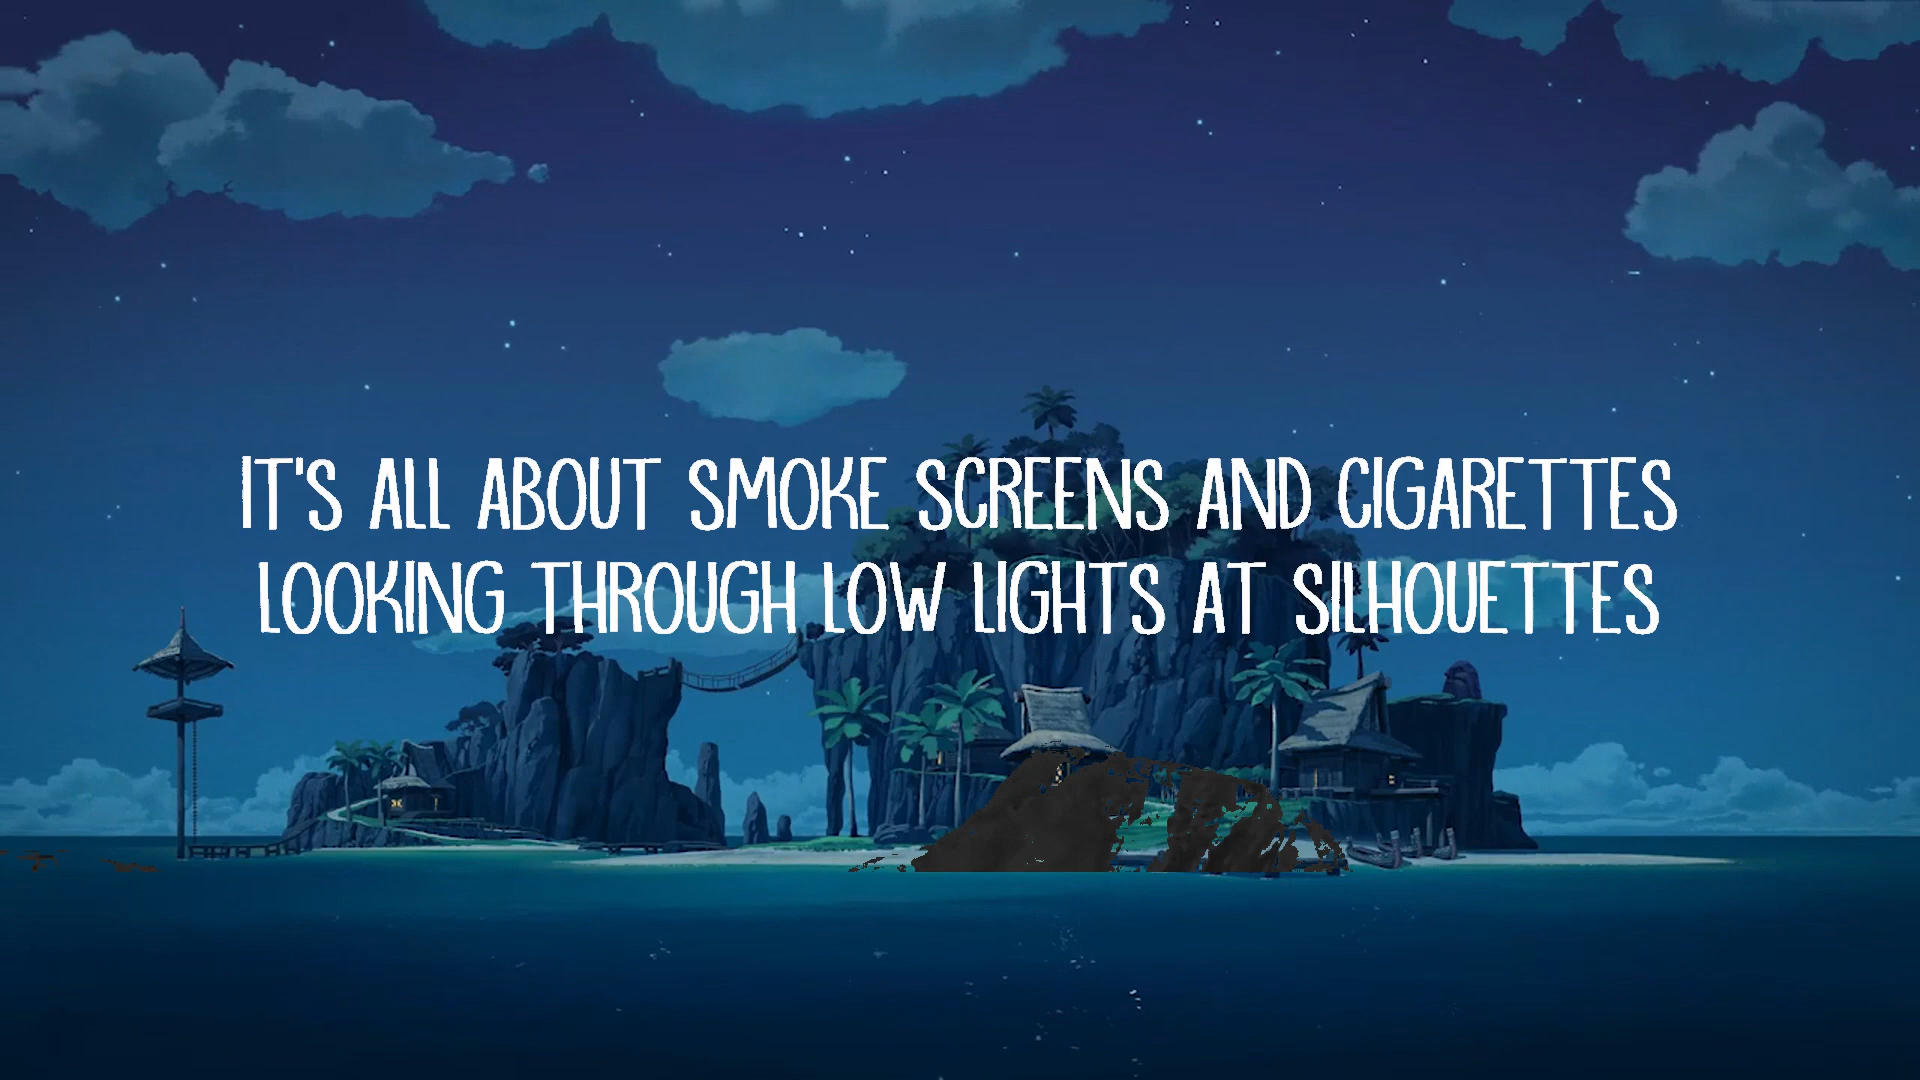 IT'S ALL ABOUT SMOKE SCREENS AND CIGARETTES
LOOKING THROUGH LOW LIGHTS AT SILHOUETTES